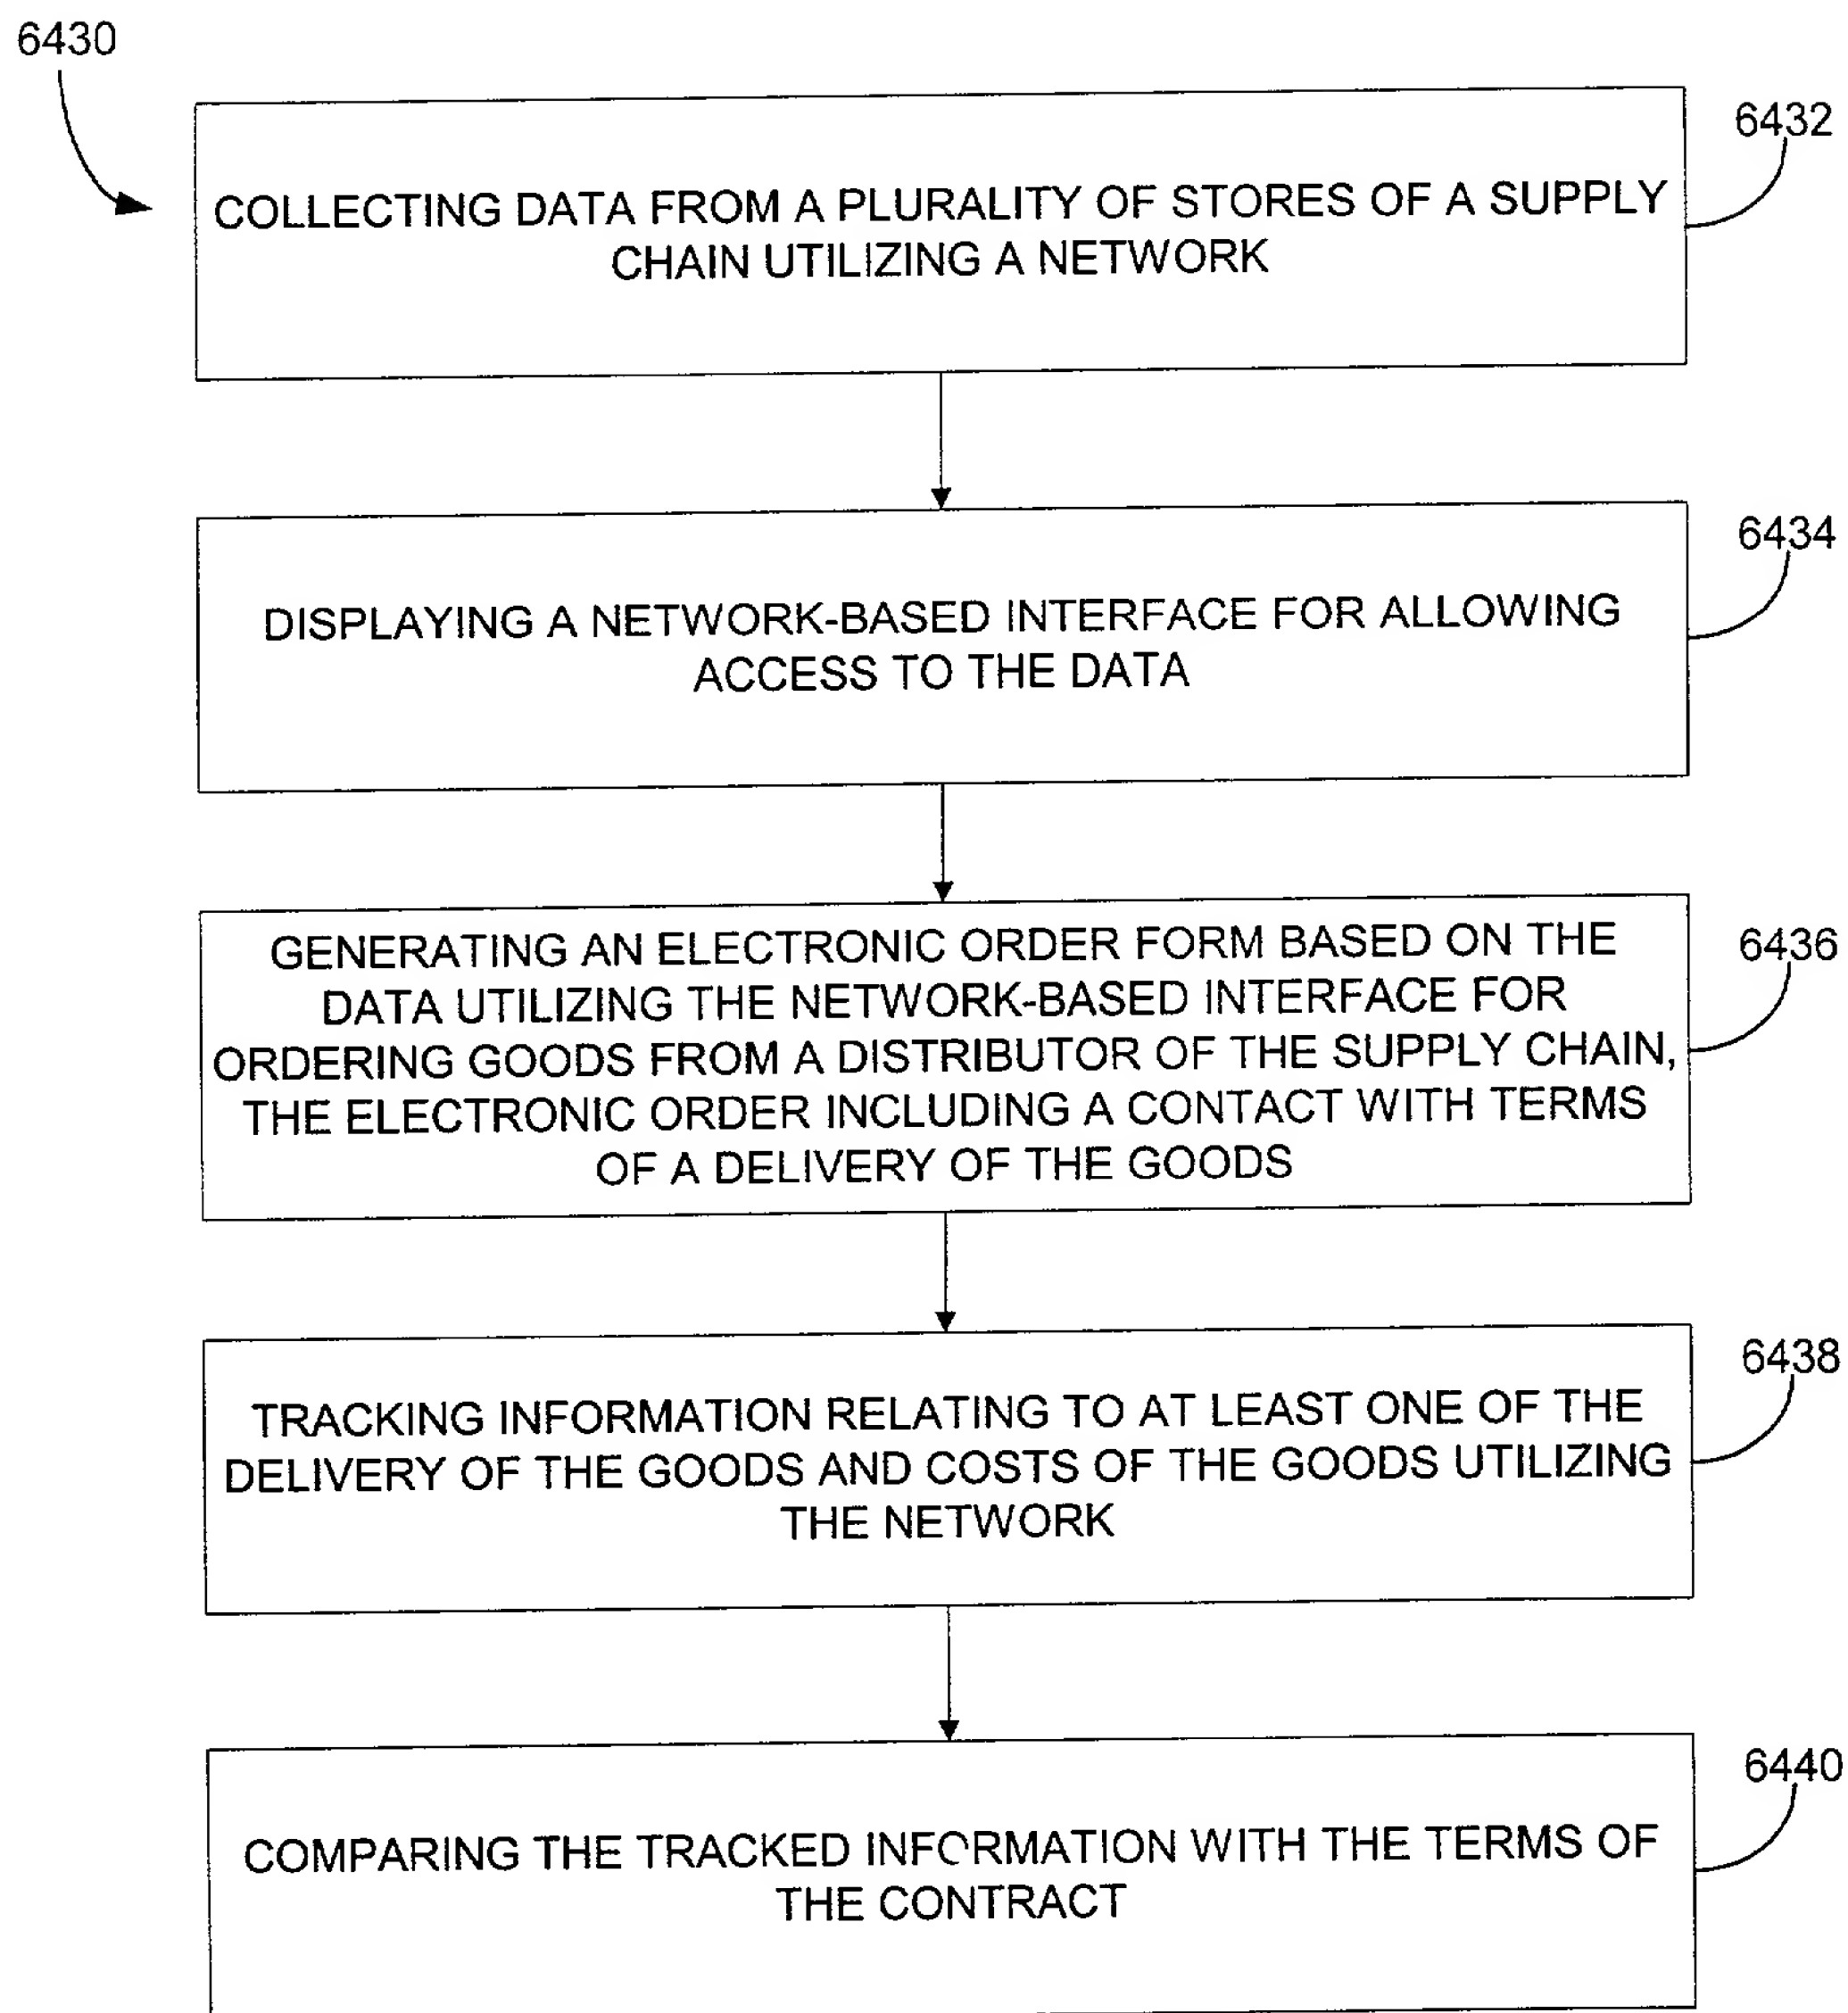 6430
6432
COLLECTING DATA FROM A PLURALITY OF STORES OF A SUPPLY
CHAIN UTILIZING A NETWORK
6434
DISPLAYING A NETWORK-BASED INTERFACE FOR ALLOWING
ACCESS TO THE DATA
6436
GENERATING AN ELECTRONIC ORDER FORM BASED ON THE
DATA UTILIZING THE NETWORK-BASED INTERFACE FOR
ORDERING GOODS FROM A DISTRIBUTOR OF THE SUPPLY CHAIN,
THE ELECTRONIC ORDER INCLUDING A CONTACT WITH TERMS
OF A DELIVERY OF THE GOODS
6438
TRACKING INFORMATION RELATING TO AT LEAST ONE OF THE
DELIVERY OF THE GOODS AND COSTS OF THE GOODS UTILIZING
THE NETWORK
6440
COMPARING THE TRACKED INFORMATION WITH THE TERMS OF
THE CONTRACT